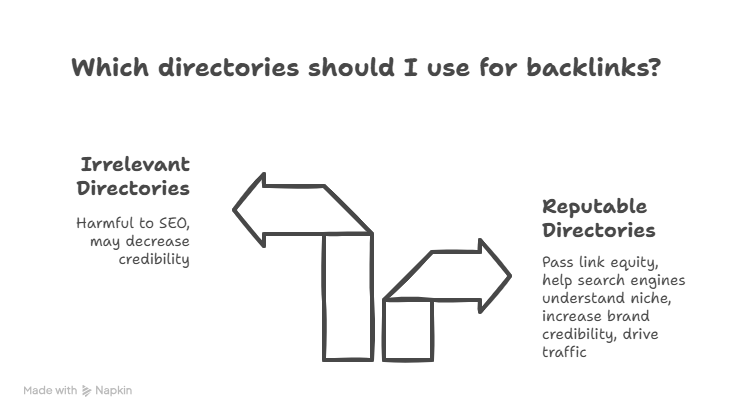 Which directories should I use for backlinks?
Irrelevant
Directories
Harmful to SEO,
may decrease
credibility
Reputable
Directories
Pass link equity,
help search engines
understand niche,
increase brand
credibility, drive
traffic
Made with Napkin